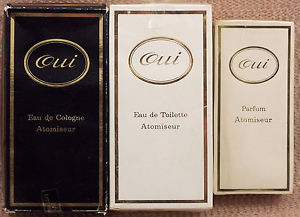 Oui
Eau de Cologne
Atomiseur
Oui
Eau de Toilette
Atomiseur
Oui
Parfum
Atomiseur